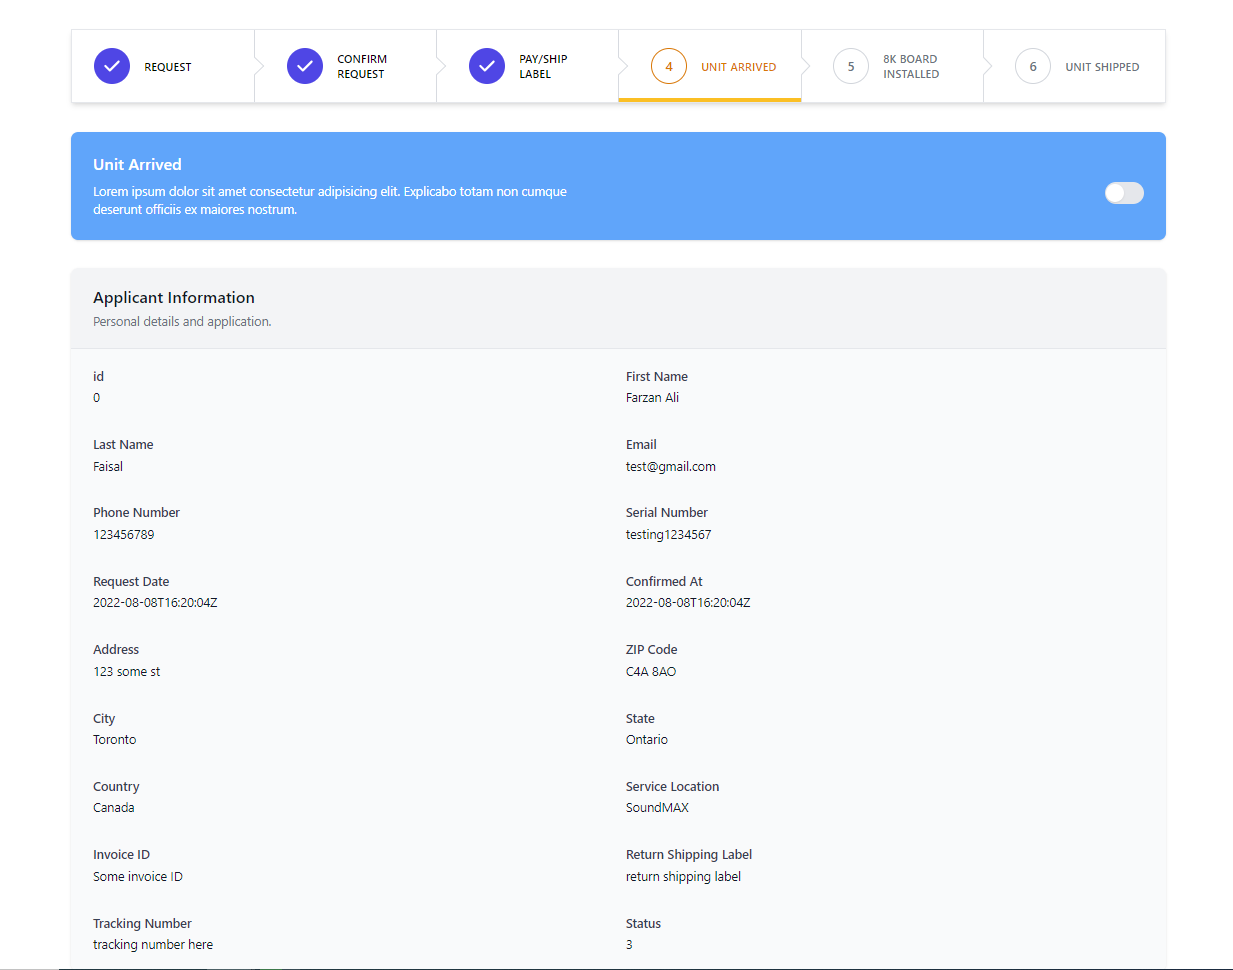 REQUEST
CONFIRM
REQUEST
PAY/SHIP
LABEL
4
UNIT ARRIVED
5
8K BOARD
INSTALLED
6
UNIT SHIPPED
Unit Arrived
Lorem ipsum dolor sit amet consectetur adipisicing elit. Explicabo totam non cumque
deserunt officiis ex maiores nostrum.
Applicant Information
Personal details and application.
id
0
First Name
Farzan Ali
Last Name
Faisal
Email
test@gmail.com
Phone Number
123456789
Serial Number
testing1234567
Request Date
2022-08-08T16:20:04Z
Confirmed At
2022-08-08T16:20:04Z
Address
123 some st
ZIP Code
C4A 8AO
City
Toronto
State
Ontario
Country
Canada
Service Location
SoundMAX
Invoice ID
Some invoice ID
Return Shipping Label
return shipping label
Tracking Number
tracking number here
Status
3